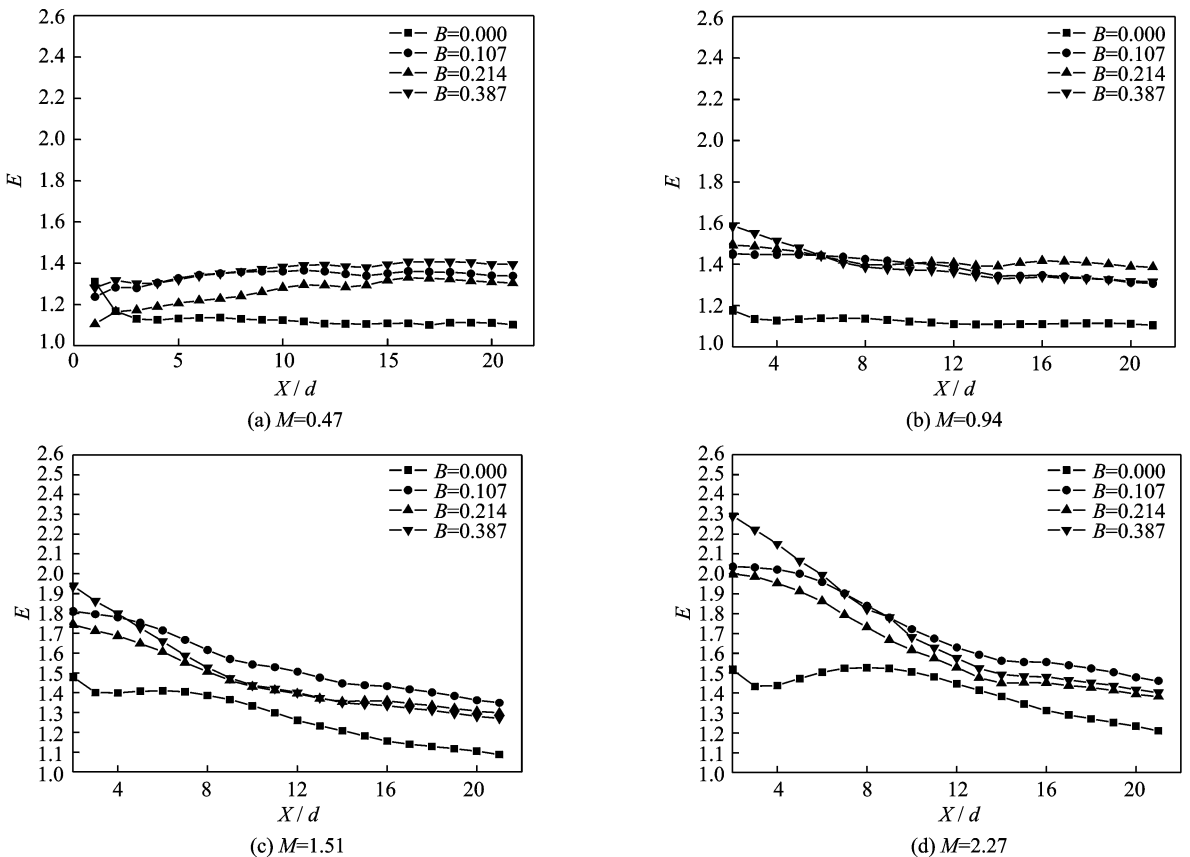 2.6
2.4
2.2
2.0
1.8
1.6
1.4
1.2
1.0
E
0 5 10 15 20
X / d
B=0.000
B=0.107
B=0.214
B=0.387
(a) M=0.47
2.6
2.4
2.2
2.0
1.8
1.6
1.4
1.2
1.0
E
4 8 12 16 20
X / d
B=0.000
B=0.107
B=0.214
B=0.387
(b) M=0.94
2.6
2.5
2.4
2.3
2.2
2.1
2.0
1.9
1.8
1.7
1.6
1.5
1.4
1.3
1.2
1.1
1.0
E
4 8 12 16 20
X / d
B=0.000
B=0.107
B=0.214
B=0.387
(c) M=1.51
2.6
2.5
2.4
2.3
2.2
2.1
2.0
1.9
1.8
1.7
1.6
1.5
1.4
1.3
1.2
1.1
1.0
E
4 8 12 16 20
X / d
B=0.000
B=0.107
B=0.214
B=0.387
(d) M=2.27